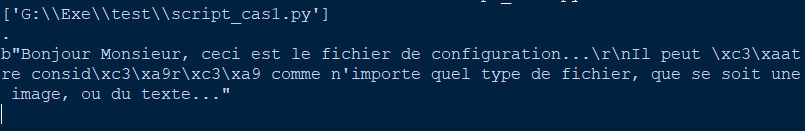 ['G:\\Exe\\test\\script_cas1.py']
.
b"Bonjour Monsieur, ceci est le fichier de configuration...\r\nIl peut \xc3\xaat
re consid\xc3\xa9r\xc3\xa9 comme n'importe quel type de fichier, que se soit une
 image, ou du texte..."